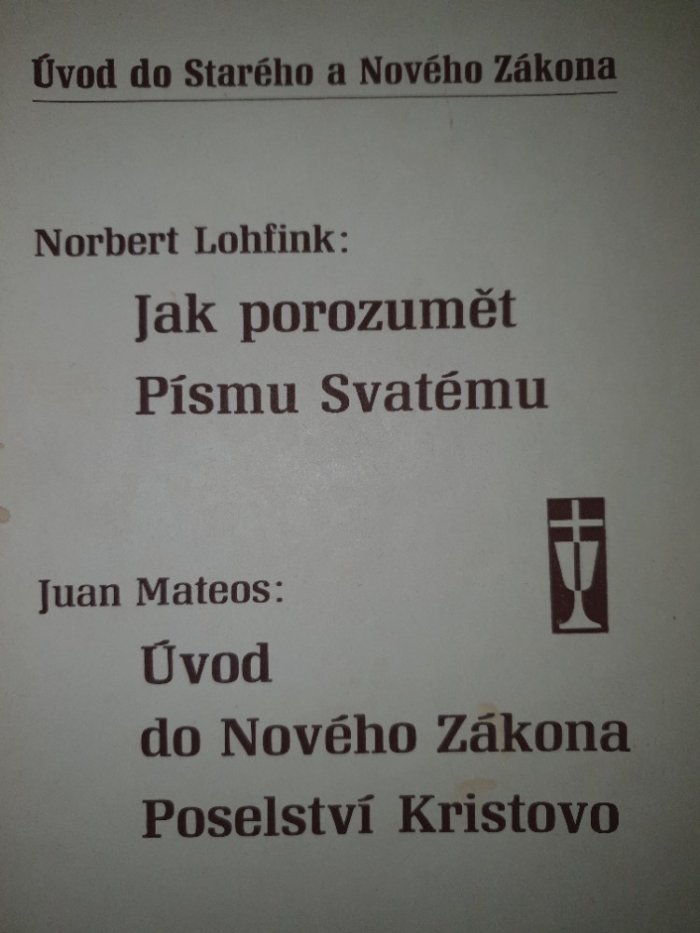 Úvod do Starého a Nového Zákona
Norbert Lohfink:
Jak porozumět
Písmu Svatému
Juan Mateos:
Úvod
do Nového Zákona
Poselství Kristovo